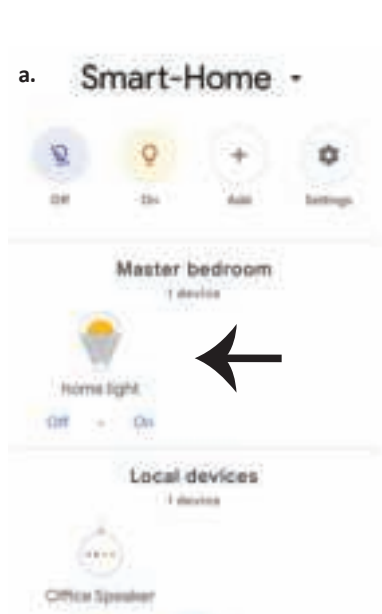 a. Smart-Home
Off On Add Settings
Master bedroom
1 device
home light
Off On
Local devices
1 device
Office Speaker